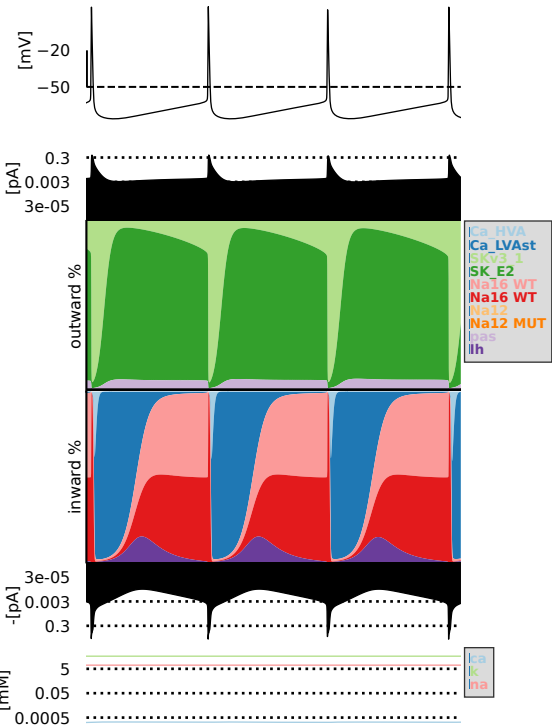 [mV]
−20
−50
[pA]
0.3
0.003
3e-05
outward %
Ca_HVA
Ca_LVAst
SKv3_1
SK_E2
Na16 WT
Na16 WT
Na12
Na12 MUT
pas
Ih
inward %
-[pA]
3e-05
0.003
0.3
[mM]
5
0.05
0.0005
ca
k
na